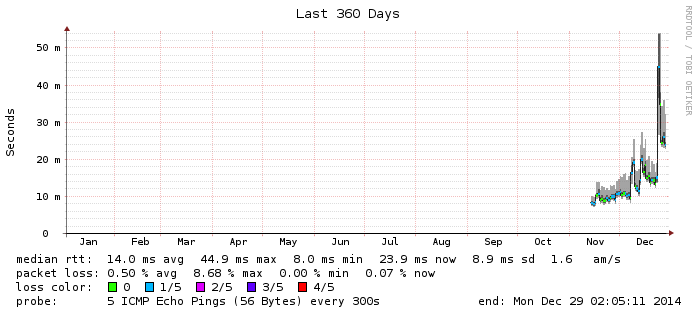 Last 360 Days
RRDTOOL / TOBI OETIKER
Seconds
50 m
40 m
30 m
20 m
10 m
0
Jan Feb Mar Apr May Jun Jul Aug Sep Oct Nov Dec
median rtt: 14.0 ms avg 44.9 ms max 8.0 ms min 23.9 ms now 8.9 ms sd 1.6 am/s
packet loss: 0.50 % avg 8.68 % max 0.00 % min 0.07 % now
loss color: 0 1/5 2/5 3/5 4/5
probe: 5 ICMP Echo Pings (56 Bytes) every 300s end: Mon Dec 29 02:05:11 2014